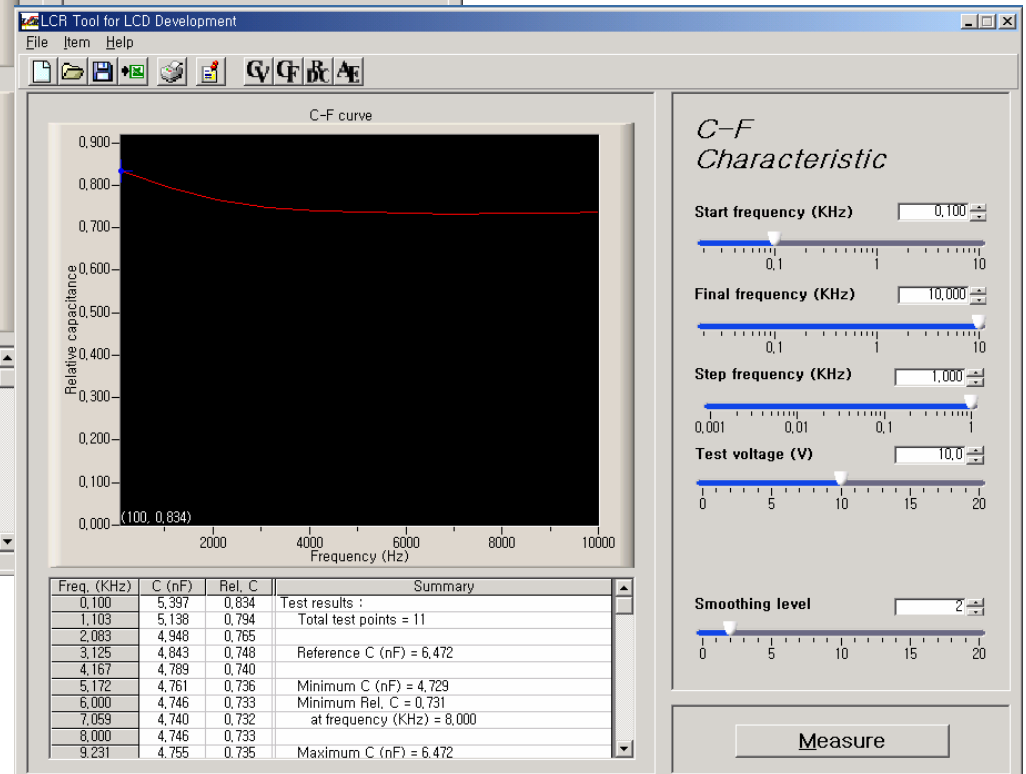 LCR Tool for LCD Development
File Item Help
CV CF DC AE
C-F curve
0,900
0,800
0,700
0,600
0,500
0,400
0,300
0,200
0,100
0,000
Relative capacitance
(100, 0,834)
2000 4000 6000 8000 10000
Frequency (Hz)
Freq, (KHz) C (nF) Rel, C Summary
0,100 5,397 0,834 Test results :
1,103 5,138 0,794 Total test points = 11
2,083 4,948 0,765
3,125 4,843 0,748 Reference C (nF) = 6,472
4,167 4,789 0,740
5,172 4,761 0,736 Minimum C (nF) = 4,729
6,000 4,746 0,733 Minimum Rel, C = 0,731
7,059 4,740 0,732 at frequency (KHz) = 8,000
8,000 4,746 0,733
9,231 4,755 0,735 Maximum C (nF) = 6,472
C-F
Characteristic
Start frequency (KHz) 0,100
0,1 1 10
Final frequency (KHz) 10,000
0,1 1 10
Step frequency (KHz) 1,000
0,001 0,01 0,1 1
Test voltage (V) 10,0
0 5 10 15 20
Smoothing level 2
0 5 10 15 20
Measure